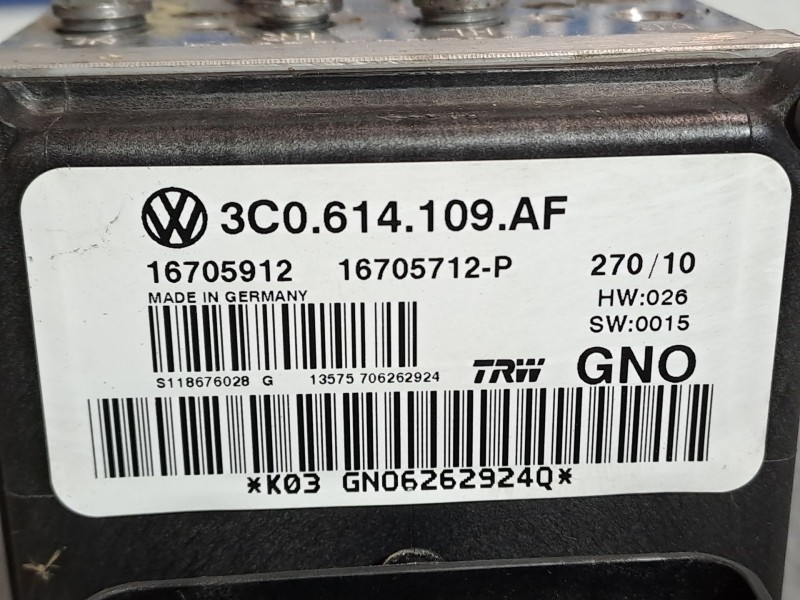 3C0.614.109.AF
16705912 16705712-P 270/10
MADE IN GERMANY HW:026
SW:0015
S118676028 G 13575 706262924 TRW GNO
*K03 GNO6262924Q*